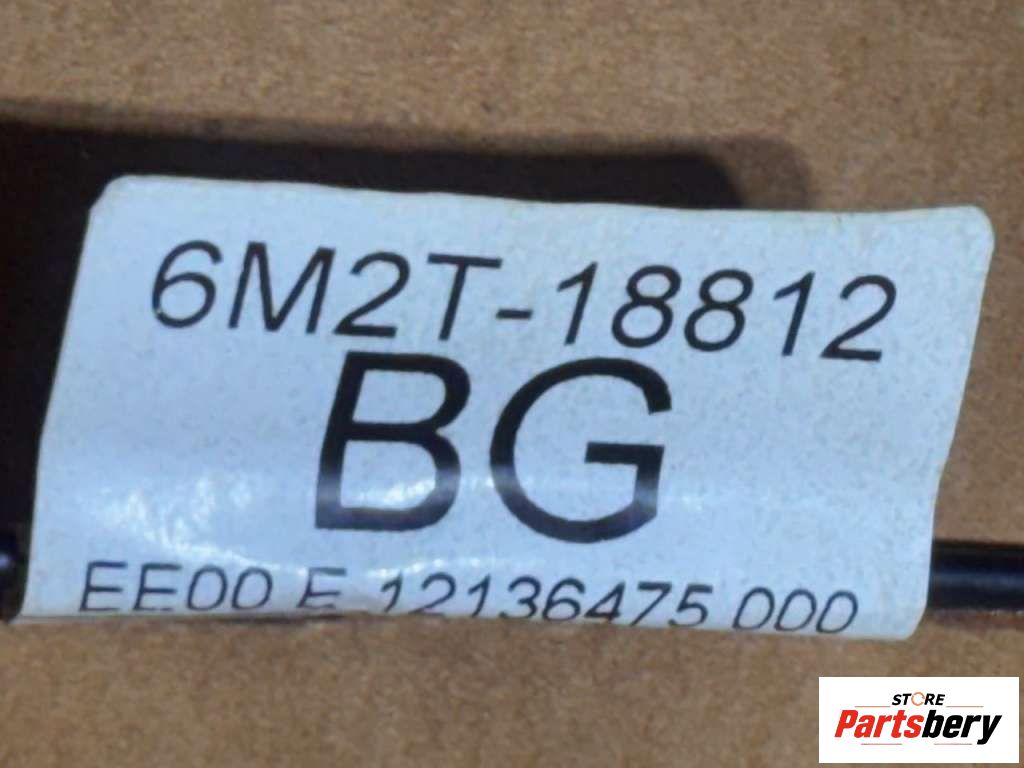 6M2T-18812
BG
EE00 E 12136475 000
STORE
Partsbery